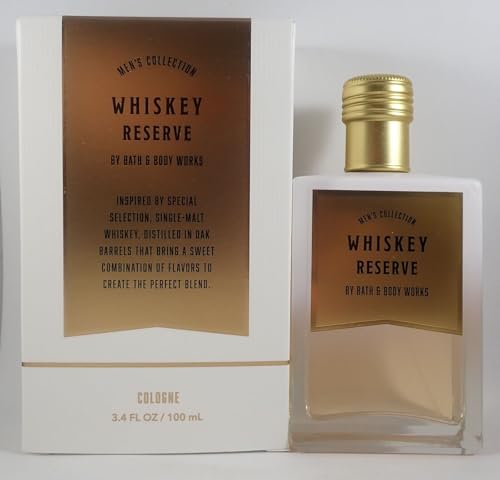 MEN'S COLLECTION
WHISKEY
RESERVE
BY BATH & BODY WORKS
INSPIRED BY SPECIAL
SELECTION, SINGLE-MALT
WHISKEY, DISTILLED IN OAK
BARRELS THAT BRING A SWEET
COMBINATION OF FLAVORS TO
CREATE THE PERFECT BLEND.
COLOGNE
3.4 FL OZ / 100 mL
MEN'S COLLECTION
WHISKEY
RESERVE
BY BATH & BODY WORKS